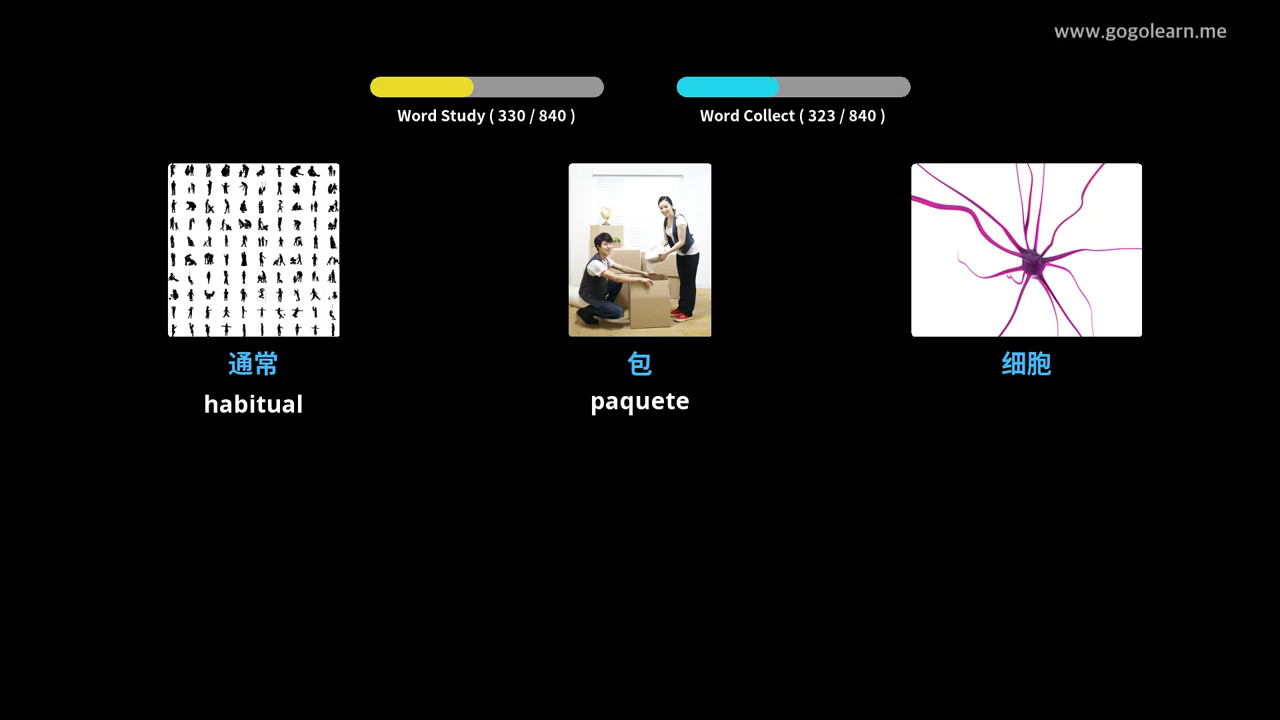 www.gogolearn.me
Word Study ( 330 / 840 )
Word Collect ( 323 / 840 )
通常
包
细胞
habitual
paquete